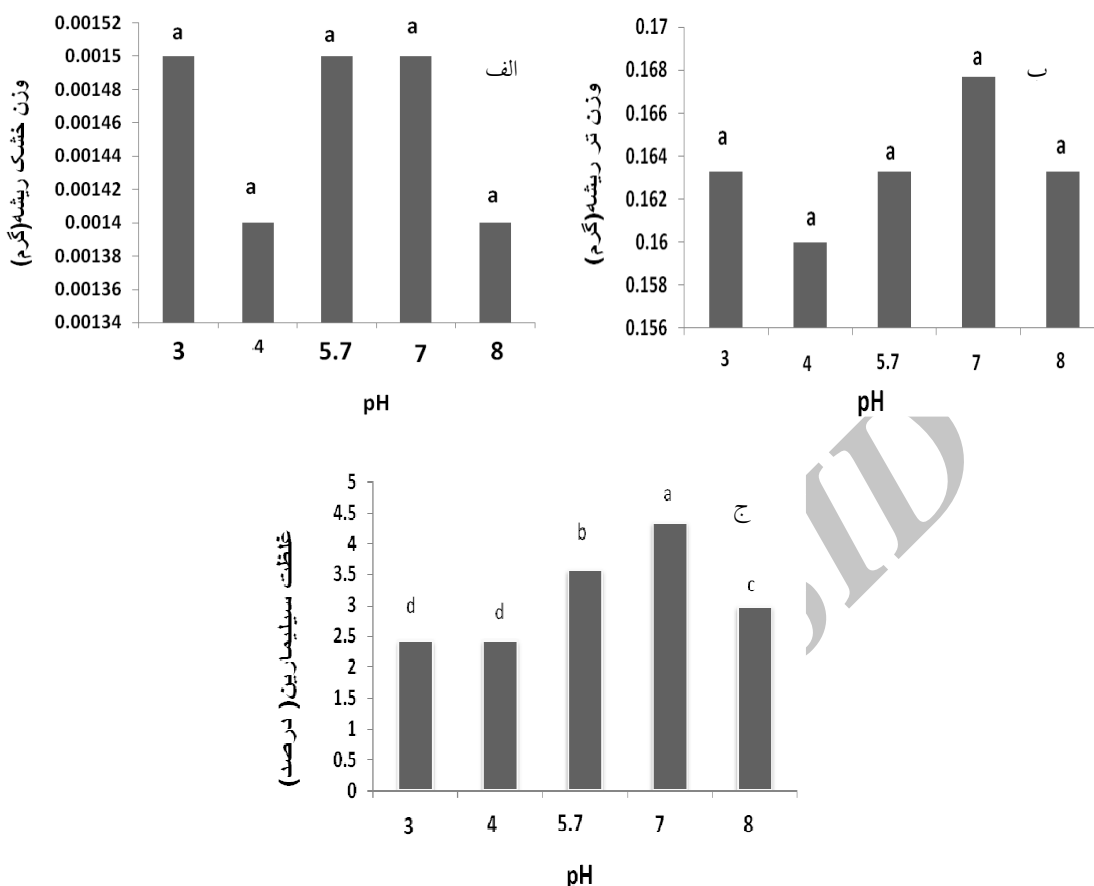 وزن خشک ریشه(گرم)
0.00152
0.0015
0.00148
0.00146
0.00144
0.00142
0.0014
0.00138
0.00136
0.00134
a
a
a
a
a
الف
3
4
5.7
7
8
pH
وزن تر ریشه(گرم)
0.17
0.168
0.166
0.164
0.162
0.16
0.158
0.156
a
a
a
a
a
3
4
5.7
7
8
pH
غلظت سیلیمارین( درصد)
5
4.5
4
3.5
3
2.5
2
1.5
1
0.5
0
d
d
b
a
c
ج
3
4
5.7
7
8
pH